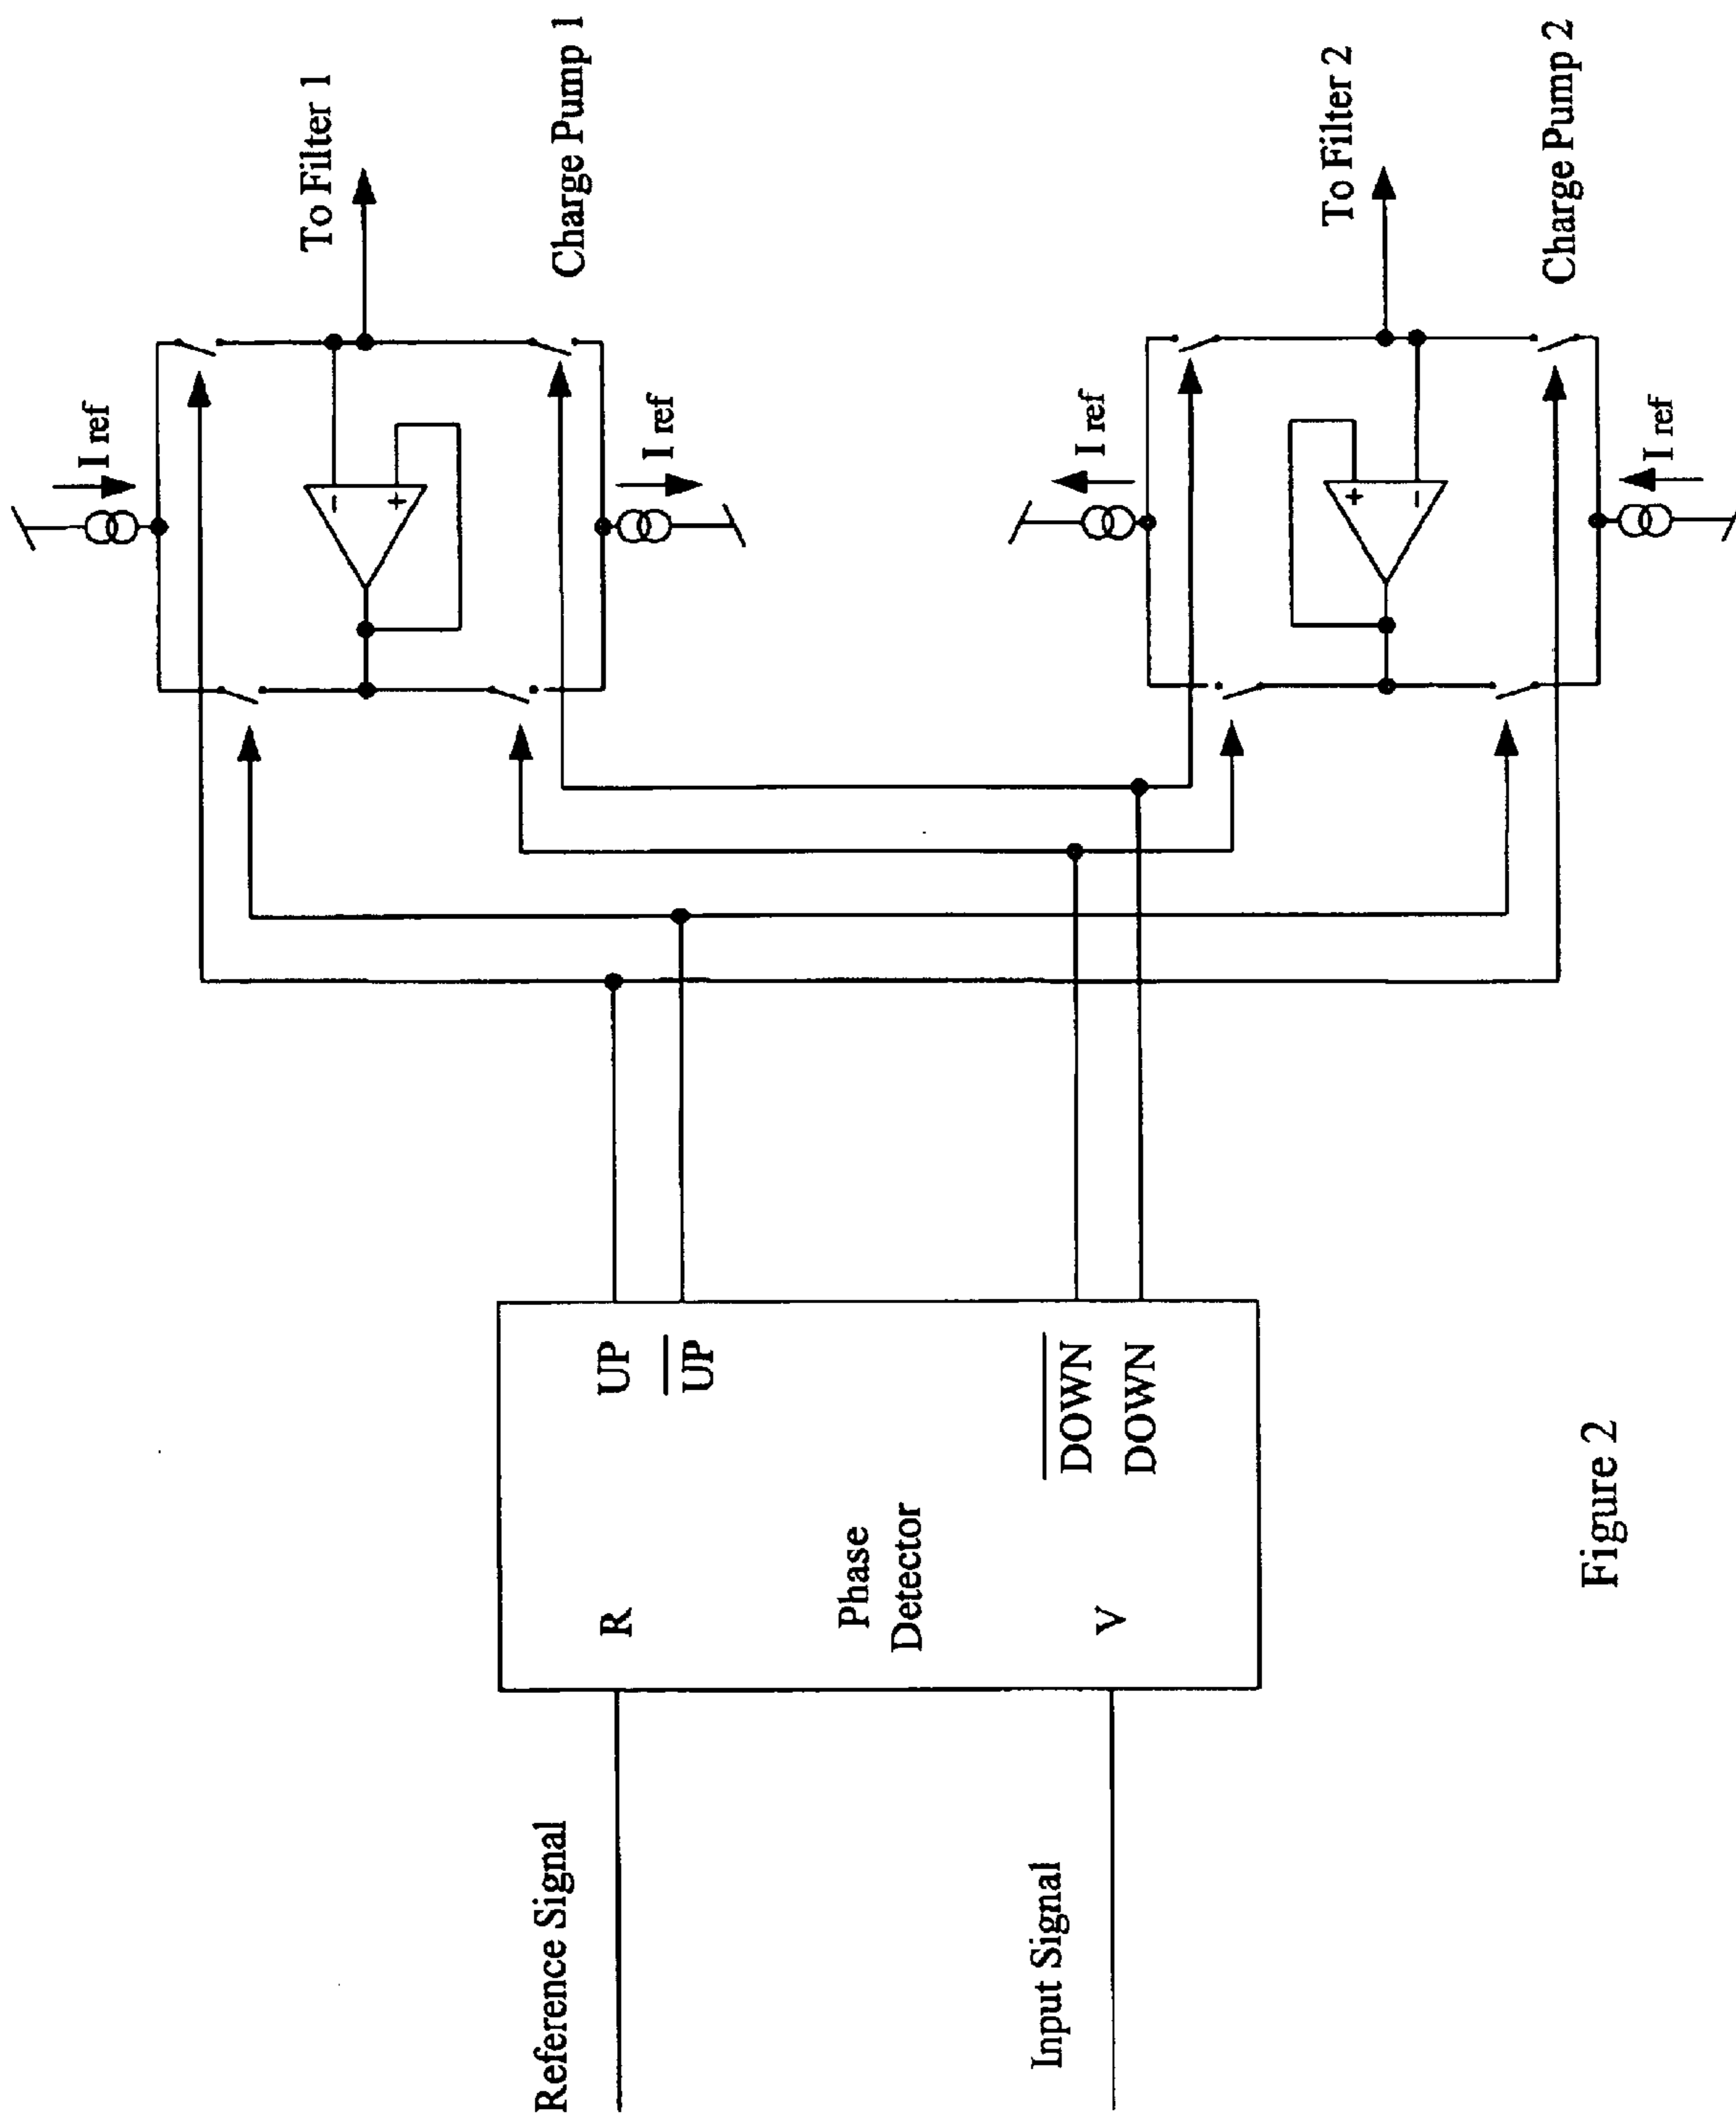 Reference Signal
Input Signal
R
V
Phase
Detector
UP
UP
DOWN
DOWN
I ref
I ref
- 
+
To Filter 1
Charge Pump 1
I ref
I ref
+
-
To Filter 2
Charge Pump 2
Figure 2